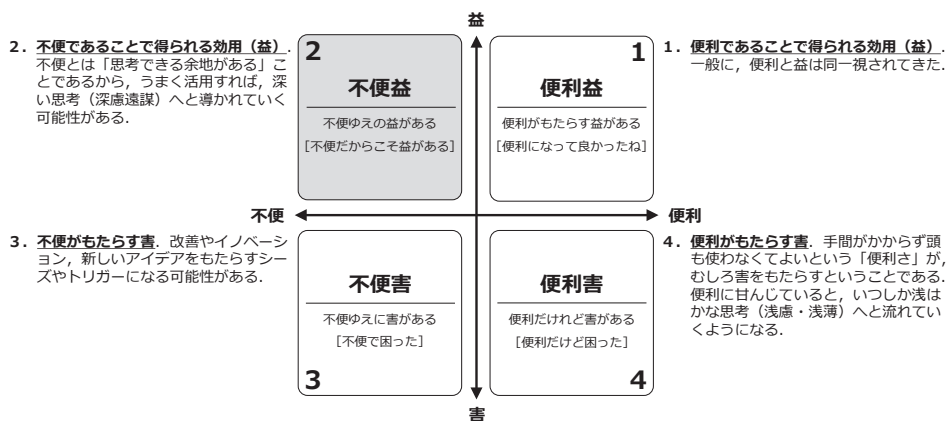 益
2．不便であることで得られる効用（益）．
不便とは「思考できる余地がある」こ
とであるから，うまく活用すれば，深
い思考（深慮遠謀）へと導かれていく
可能性がある．
2
不便益
不便ゆえの益がある
[不便だからこそ益がある]
1
便利益
便利がもたらす益がある
[便利になって良かったね]
1．便利であることで得られる効用（益）．
一般に，便利と益は同一視されてきた．
不便
便利
3．不便がもたらす害．改善やイノベーシ
ョン，新しいアイデアをもたらすシー
ズやトリガーになる可能性がある．
不便害
不便ゆえに害がある
[不便で困った]
3
便利害
便利だけれど害がある
[便利だけど困った]
4
4．便利がもたらす害．手間がかからず頭
も使わなくてよいという「便利さ」が，
むしろ害をもたらすということである．
便利に甘んじていると，いつしか浅は
かな思考（浅慮・浅薄）へと流れてい
くようになる．
害